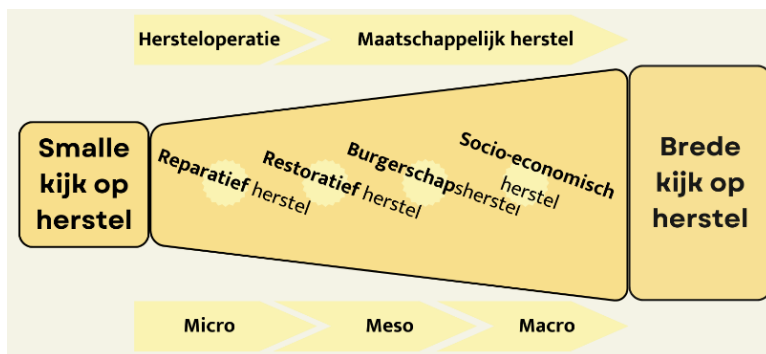 Hersteloperatie
Maatschappelijk herstel
Smalle
kijk op
herstel
Reparatief herstel
Restoratief herstel
Burgerschapsherstel
Socio-economisch
herstel
Brede
kijk op
herstel
Micro
Meso
Macro